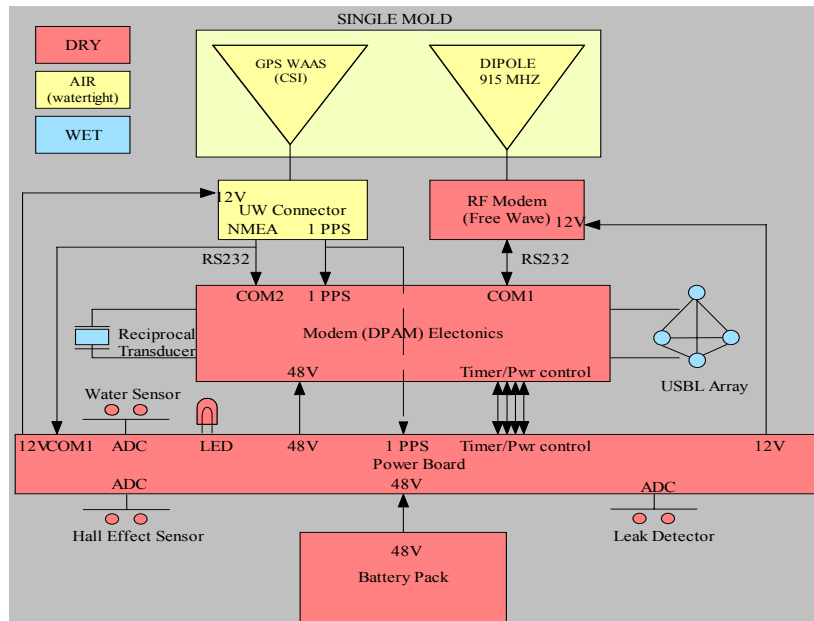 SINGLE MOLD
DRY
AIR
(watertight)
WET
GPS WAAS
(CSI)
DIPOLE
915 MHZ
12V
UW Connector
NMEA 1 PPS
RF Modem
(Free Wave)
12V
RS232
RS232
COM2 1 PPS COM1
Modem (DPAM) Electonics
48V Timer/Pwr control
Reciprocal
Transducer
USBL Array
Water Sensor
12V COM1 ADC LED 48V 1 PPS Timer/Pwr control 12V
Power Board
ADC 48V ADC
Hall Effect Sensor
Leak Detector
48V
Battery Pack